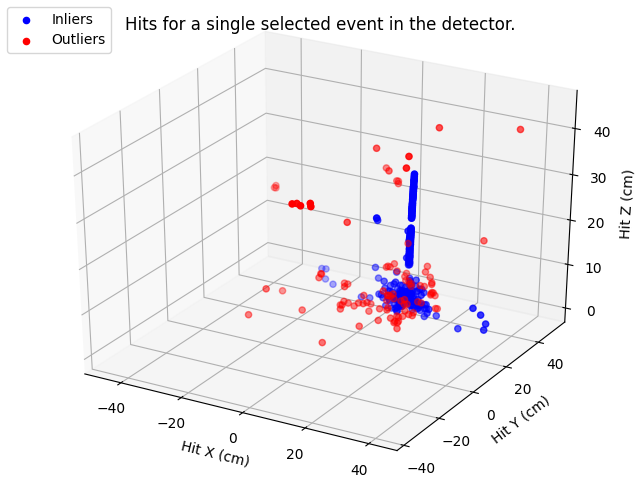 Hits for a single selected event in the detector.
Inliers
Outliers
40
30
20
10
0
Hit Z (cm)
−40
−20
0
20
40
Hit X (cm)
−40
−20
0
20
40
Hit Y (cm)